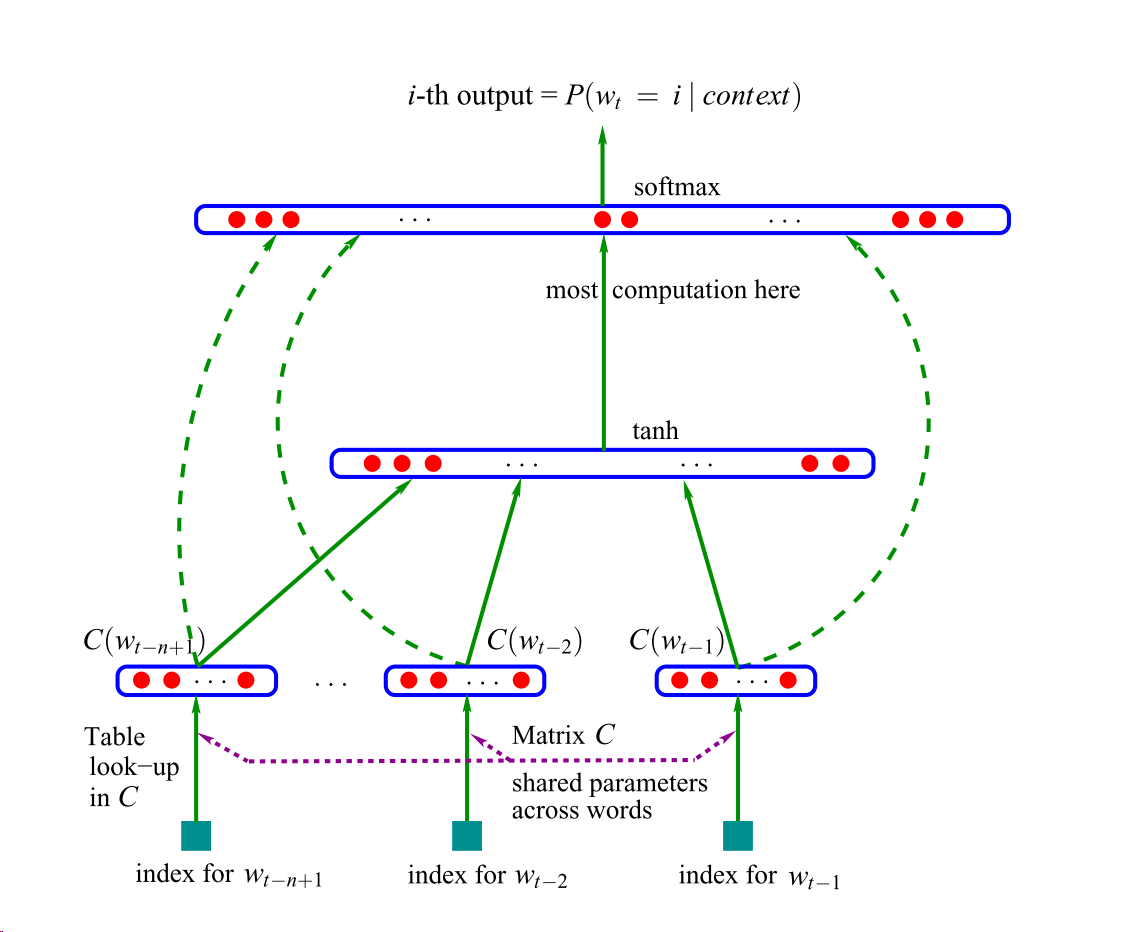 i-th output = P(w_t = i | context)
softmax
. . .
. . .
most computation here
tanh
. . .
. . .
C(w_{t−n+1})
C(w_{t−2})
C(w_{t−1})
. . .
. . .
. . .
. . .
Table
look−up
in C
Matrix C
shared parameters
across words
index for w_{t−n+1}
index for w_{t−2}
index for w_{t−1}